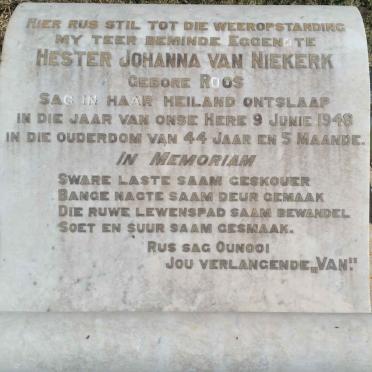 HIER RUS STIL TOT DIE WEEROPSTANDING
MY TEER BEMINDE EGGENOTE
HESTER JOHANNA VAN NIEKERK
GEBORE ROOS
SAG IN HAAR HEILAND ONTSLAAP
IN DIE JAAR VAN ONSE HERE 9 JUNIE 1948
IN DIE OUDERDOM VAN 44 JAAR EN 5 MAANDE.
IN MEMORIAM
SWARE LASTE SAAM GESKOUER
BANGE NAGTE SAAM DEUR GEMAAK
DIE RUWE LEWENSPAD SAAM BEWANDEL
SOET EN SUUR SAAM GESMAAK.
RUS SAG OUNOOI
JOU VERLANGENDE „VAN."